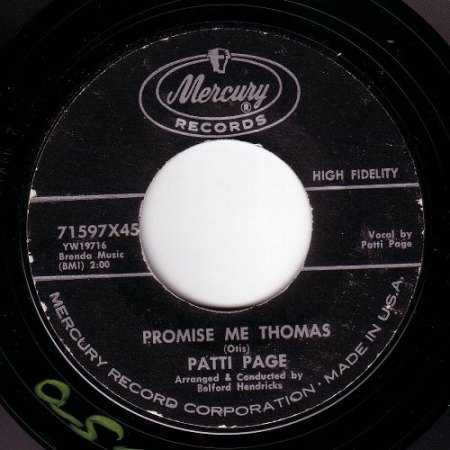 Mercury
®
RECORDS
HIGH FIDELITY
71597X45
YW19716
Brenda Music
(BMI) 2:00
Vocal by
Patti Page
PROMISE ME THOMAS
(Otis)
PATTI PAGE
Arranged & Conducted by
Belford Hendricks
MERCURY RECORD CORPORATION • MADE IN U.S.A.